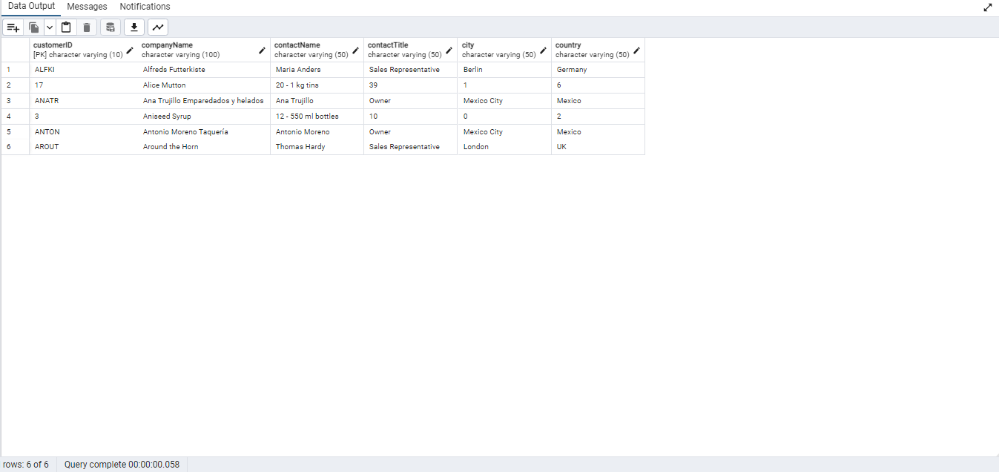 Data Output Messages Notifications
customerID companyName contactName contactTitle city country
[PK] character varying (10) character varying (100) character varying (50) character varying (50) character varying (50) character varying (50)
1 ALFKI Alfreds Futterkiste Maria Anders Sales Representative Berlin Germany
2 17 Alice Mutton 20 - 1 kg tins 39 1 6
3 ANATR Ana Trujillo Emparedados y helados Ana Trujillo Owner Mexico City Mexico
4 3 Aniseed Syrup 12 - 550 ml bottles 10 0 2
5 ANTON Antonio Moreno Taquería Antonio Moreno Owner Mexico City Mexico
6 AROUT Around the Horn Thomas Hardy Sales Representative London UK
rows: 6 of 6 Query complete 00:00:00.058